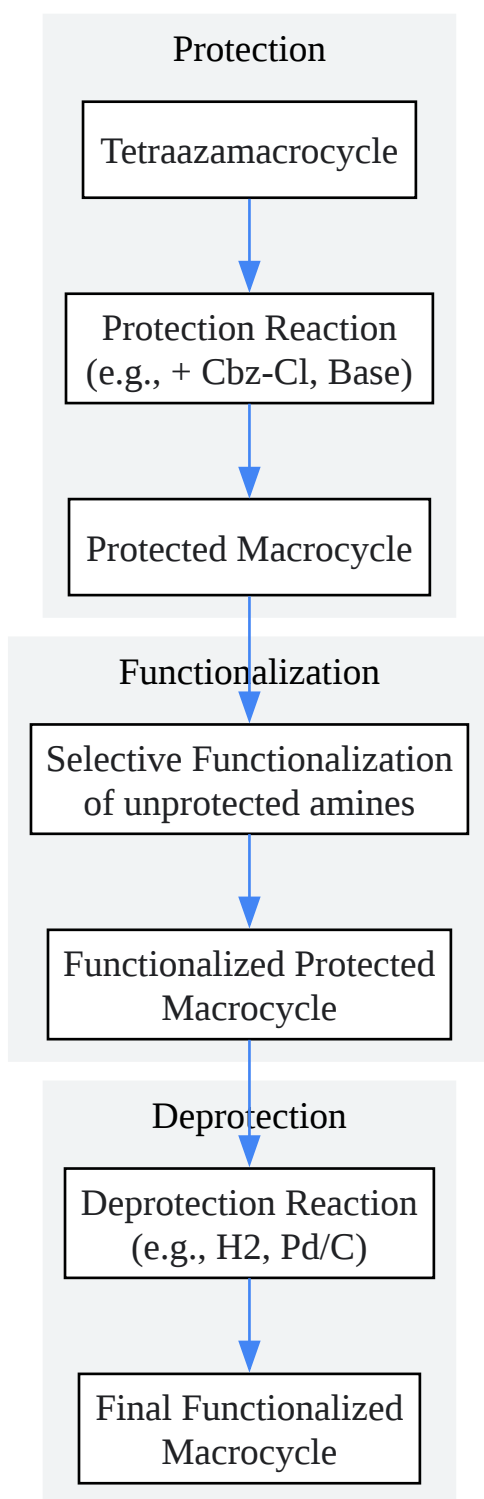 Protection
Tetraazamacrocycle
Protection Reaction
(e.g., + Cbz-Cl, Base)
Protected Macrocycle
Functionalization
Selective Functionalization
of unprotected amines
Functionalized Protected
Macrocycle
Deprotection
Deprotection Reaction
(e.g., H2, Pd/C)
Final Functionalized
Macrocycle